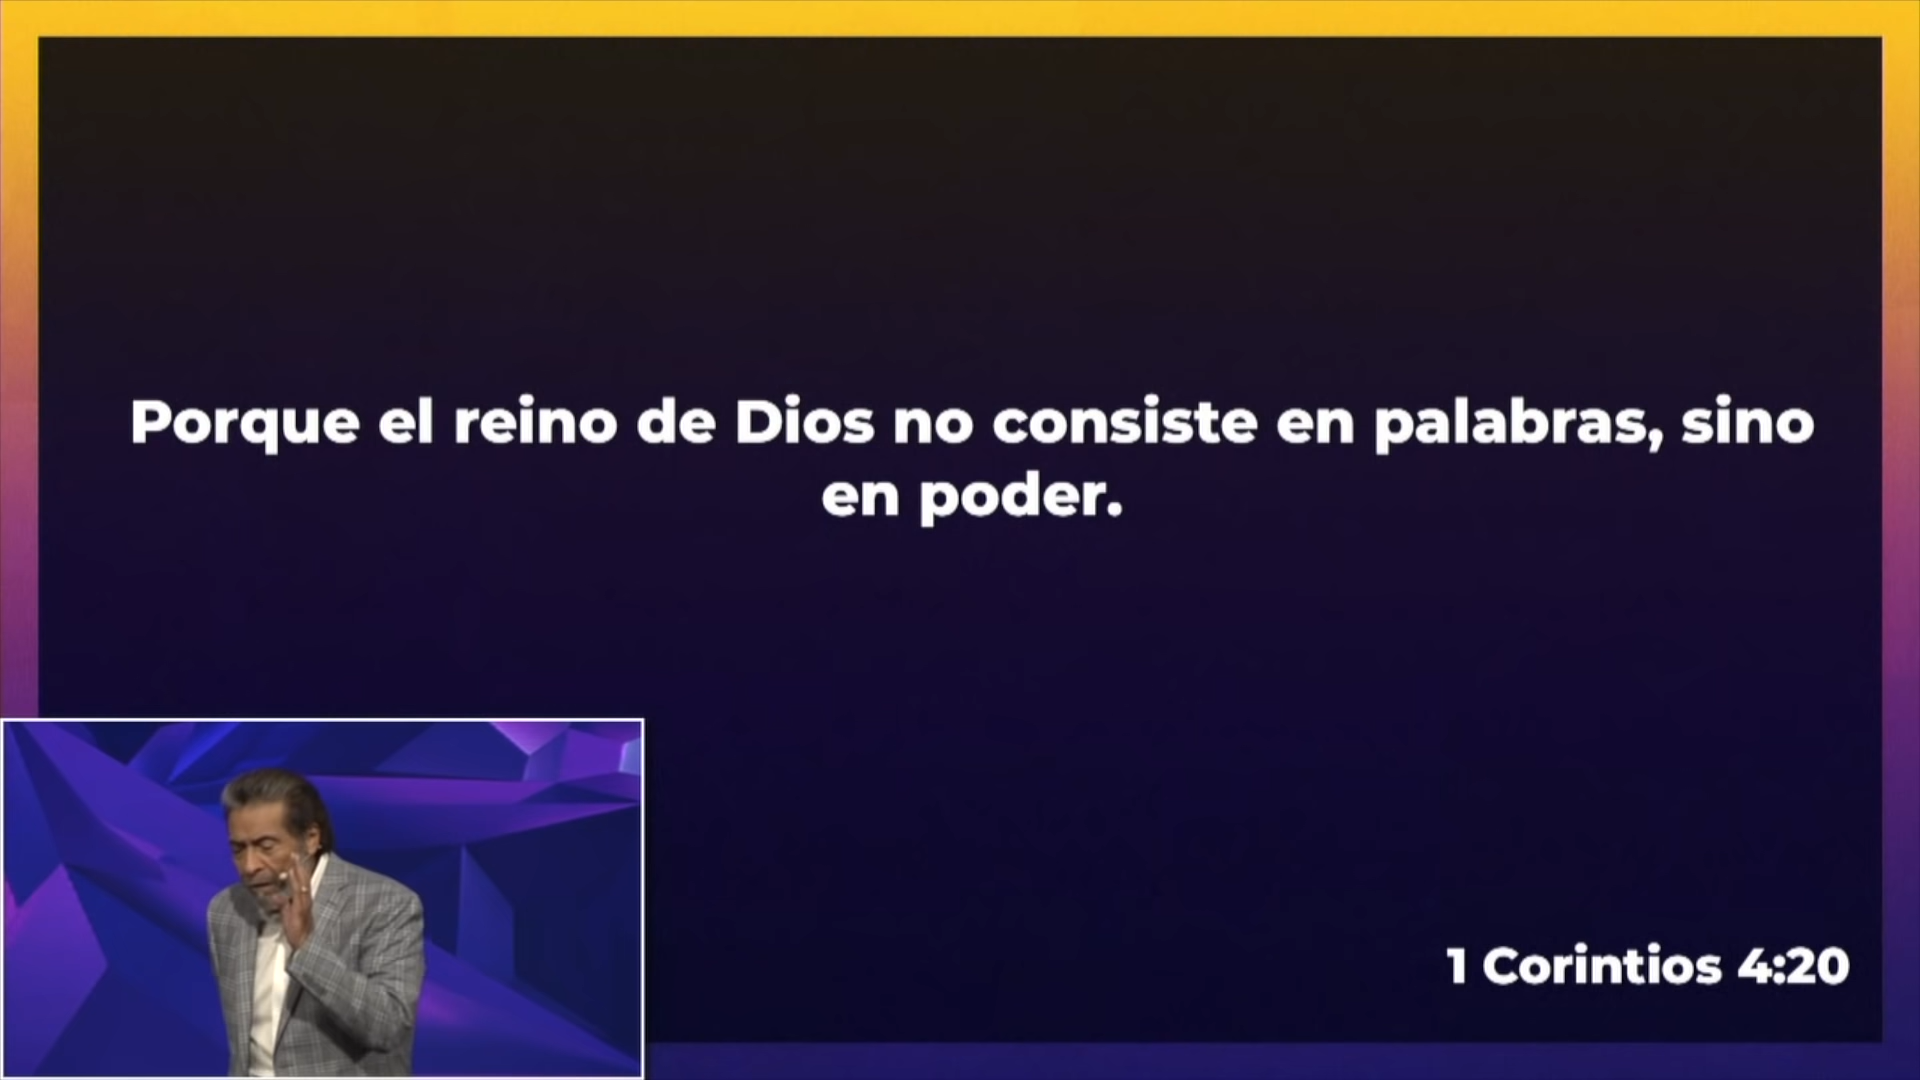 Porque el reino de Dios no consiste en palabras, sino
en poder.
1 Corintios 4:20